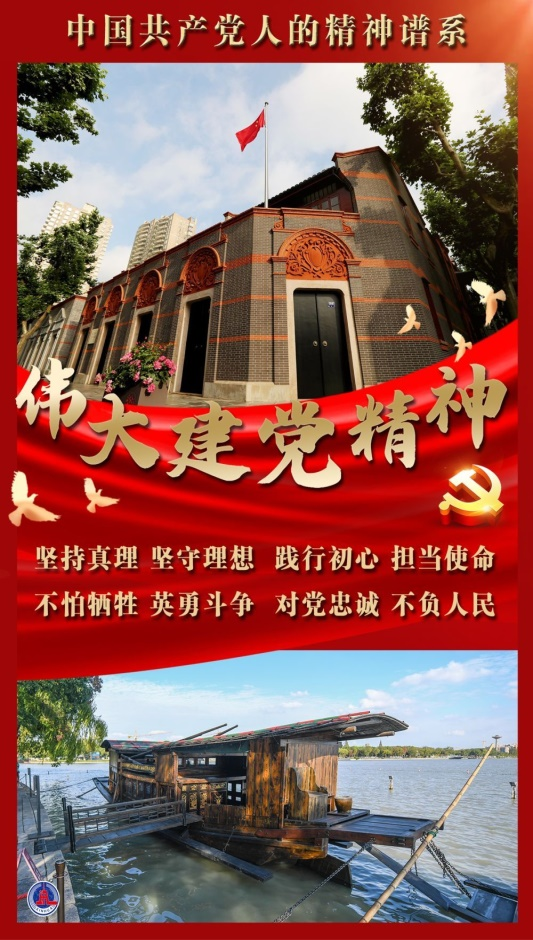 中国共产党人的精神谱系
伟大建党精神
坚持真理 坚守理想 践行初心 担当使命
不怕牺牲 英勇斗争 对党忠诚 不负人民